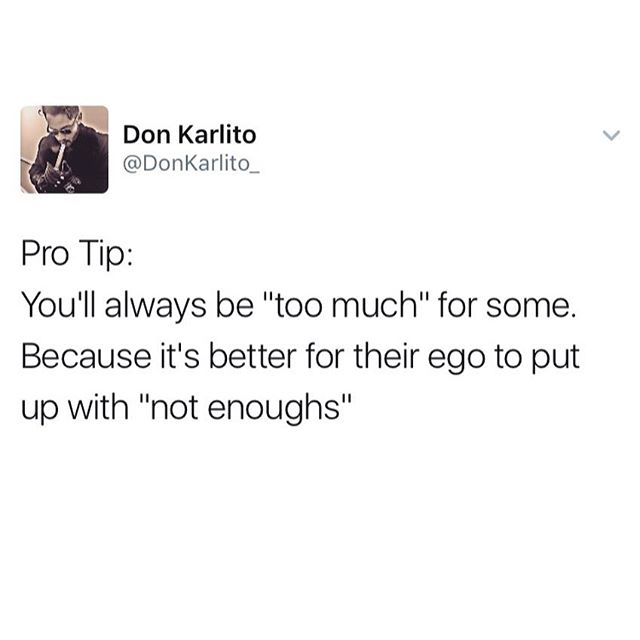 Don Karlito
@DonKarlito_
Pro Tip:
You'll always be "too much" for some.
Because it's better for their ego to put
up with "not enoughs"